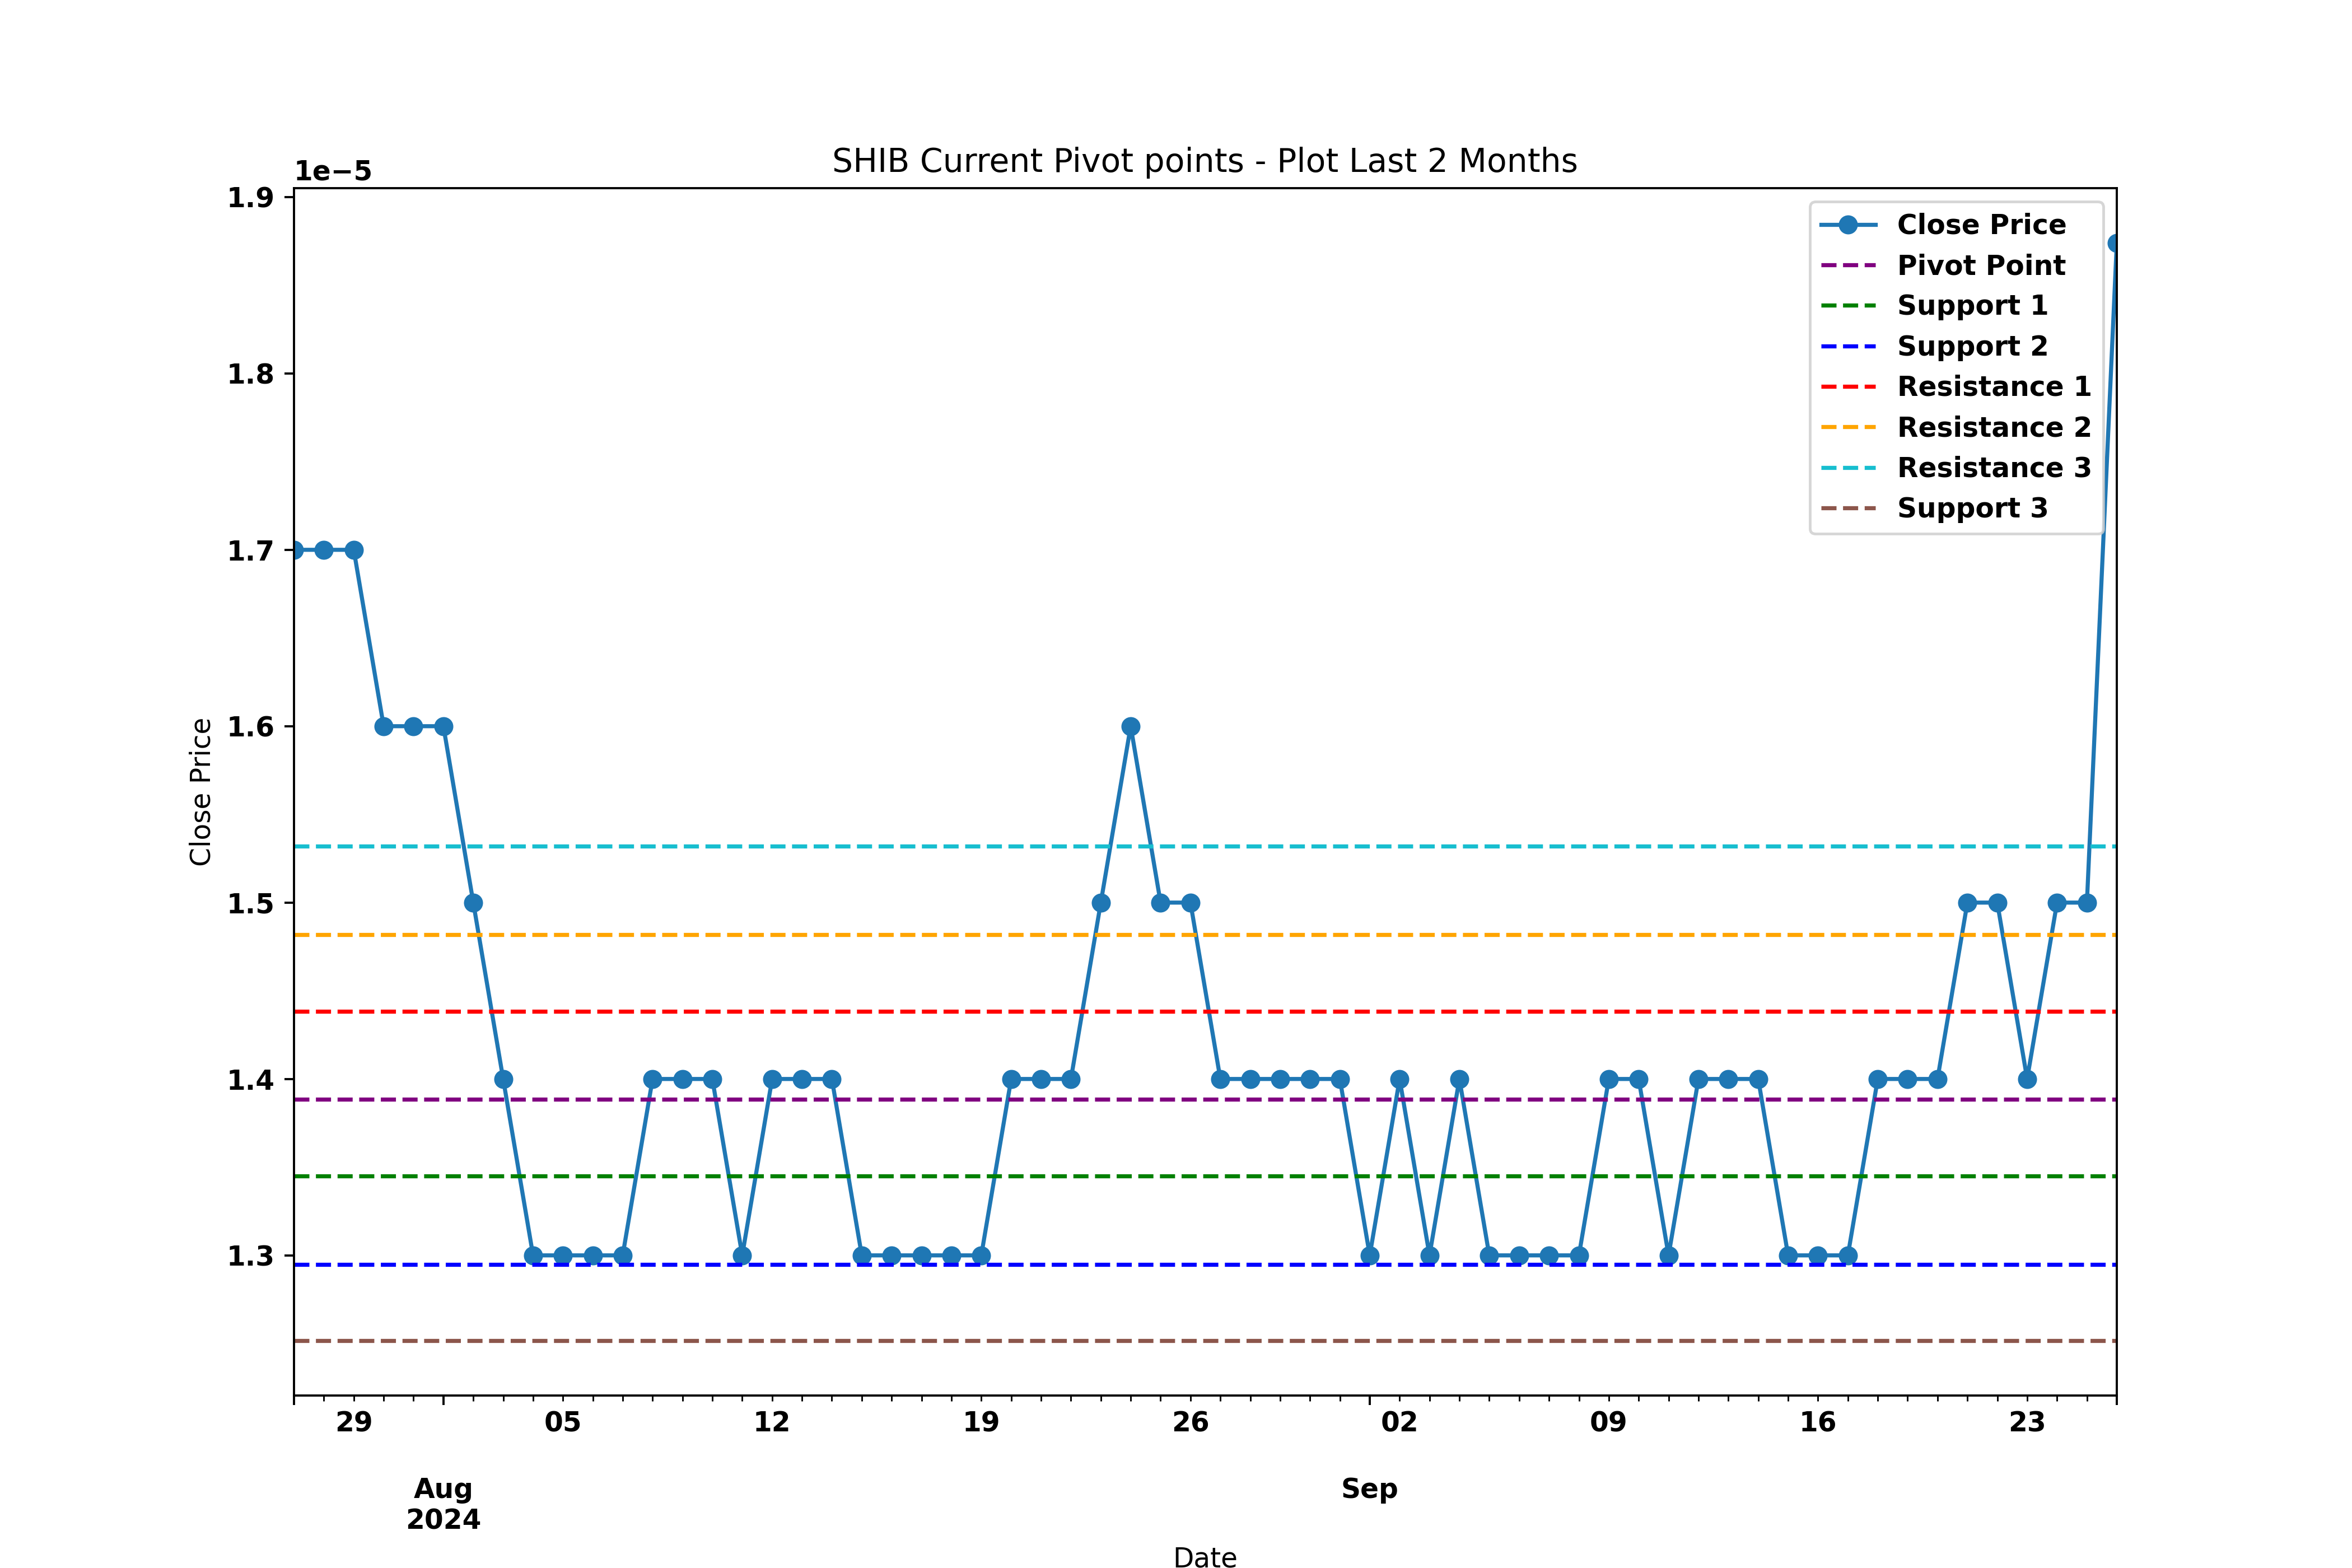 SHIB Current Pivot points - Plot Last 2 Months
1e−5
1.9
1.8
1.7
1.6
1.5
1.4
1.3
Close Price
Close Price
Pivot Point
Support 1
Support 2
Resistance 1
Resistance 2
Resistance 3
Support 3
29 05 12 19 26 02 09 16 23
Aug Sep
2024
Date